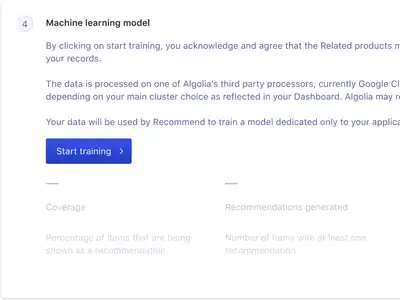 4 Machine learning model
By clicking on start training, you acknowledge and agree that the Related products m
your records.
The data is processed on one of Algolia's third party processors, currently Google Cl
depending on your main cluster choice as reflected in your Dashboard. Algolia may r
Your data will be used by Recommend to train a model dedicated only to your applica
Start training
— —
Coverage Recommendations generated
Percentage of items that are being Number of items with at least one
shown as a recommendation. recommendation.